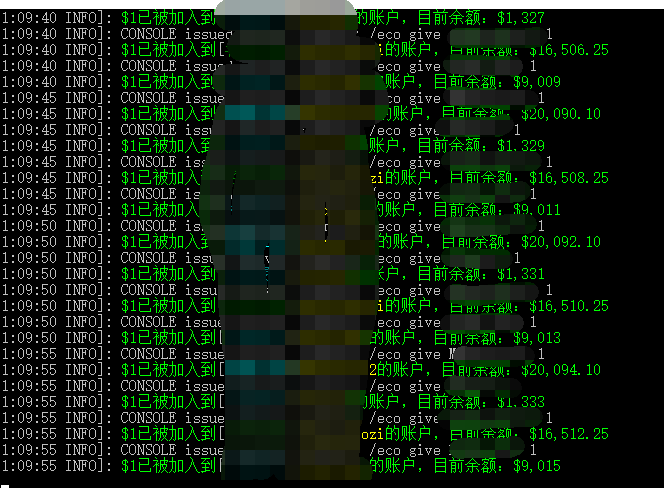 1:09:40 INFO]: $1已被加入到 的账户, 目前余额: $1,327
1:09:40 INFO]: CONSOLE issued /eco give 1
1:09:40 INFO]: $1已被加入到[ 的账户, 目前余额: $16,506.25
1:09:40 INFO]: CONSOLE issue /eco give 1
1:09:40 INFO]: $1已被加入到 账户, 目前余额: $9,009
1:09:45 INFO]: CONSOLE issue eco give 1
1:09:45 INFO]: $1已被加入到 的账户, 目前余额: $20,090.10
1:09:45 INFO]: CONSOLE iss /eco give 1
1:09:45 INFO]: $1已被加入到 的账户, 目前余额: $1,329
1:09:45 INFO]: CONSOLE iss /eco give
1:09:45 INFO]: $1已被加入到 zi的账户, 目前余额: $16,508.25
1:09:45 INFO]: CONSOLE iss /eco give 1
1:09:45 INFO]: $1已被加入 的账户, 目前余额: $9,011
1:09:50 INFO]: CONSOLE iss /eco give 1
1:09:50 INFO]: $1已被加入到 的账户, 目前余额: $20,092.10
1:09:50 INFO]: CONSOLE iss /eco give
1:09:50 INFO]: $1已被加入到 的账户, 目前余额: $1,331
1:09:50 INFO]: CONSOLE issue /eco give 1
1:09:50 INFO]: $1已被加入到 i的账户, 目前余额: $16,510.25
1:09:50 INFO]: CONSOLE issue /eco give 1
1:09:50 INFO]: $1已被加入到[ 的账户, 目前余额: $9,013
1:09:55 INFO]: CONSOLE issue /eco give 1
1:09:55 INFO]: $1已被加入到[ 2的账户, 目前余额: $20,094.10
1:09:55 INFO]: CONSOLE issue /eco give
1:09:55 INFO]: $1已被加入到[ 的账户, 目前余额: $1,333
1:09:55 INFO]: CONSOLE issue /eco give 1
1:09:55 INFO]: $1已被加入到[ ozi的账户, 目前余额: $16,512.25
1:09:55 INFO]: CONSOLE issue /eco give 1
1:09:55 INFO]: $1已被加入到 的账户, 目前余额: $9,015